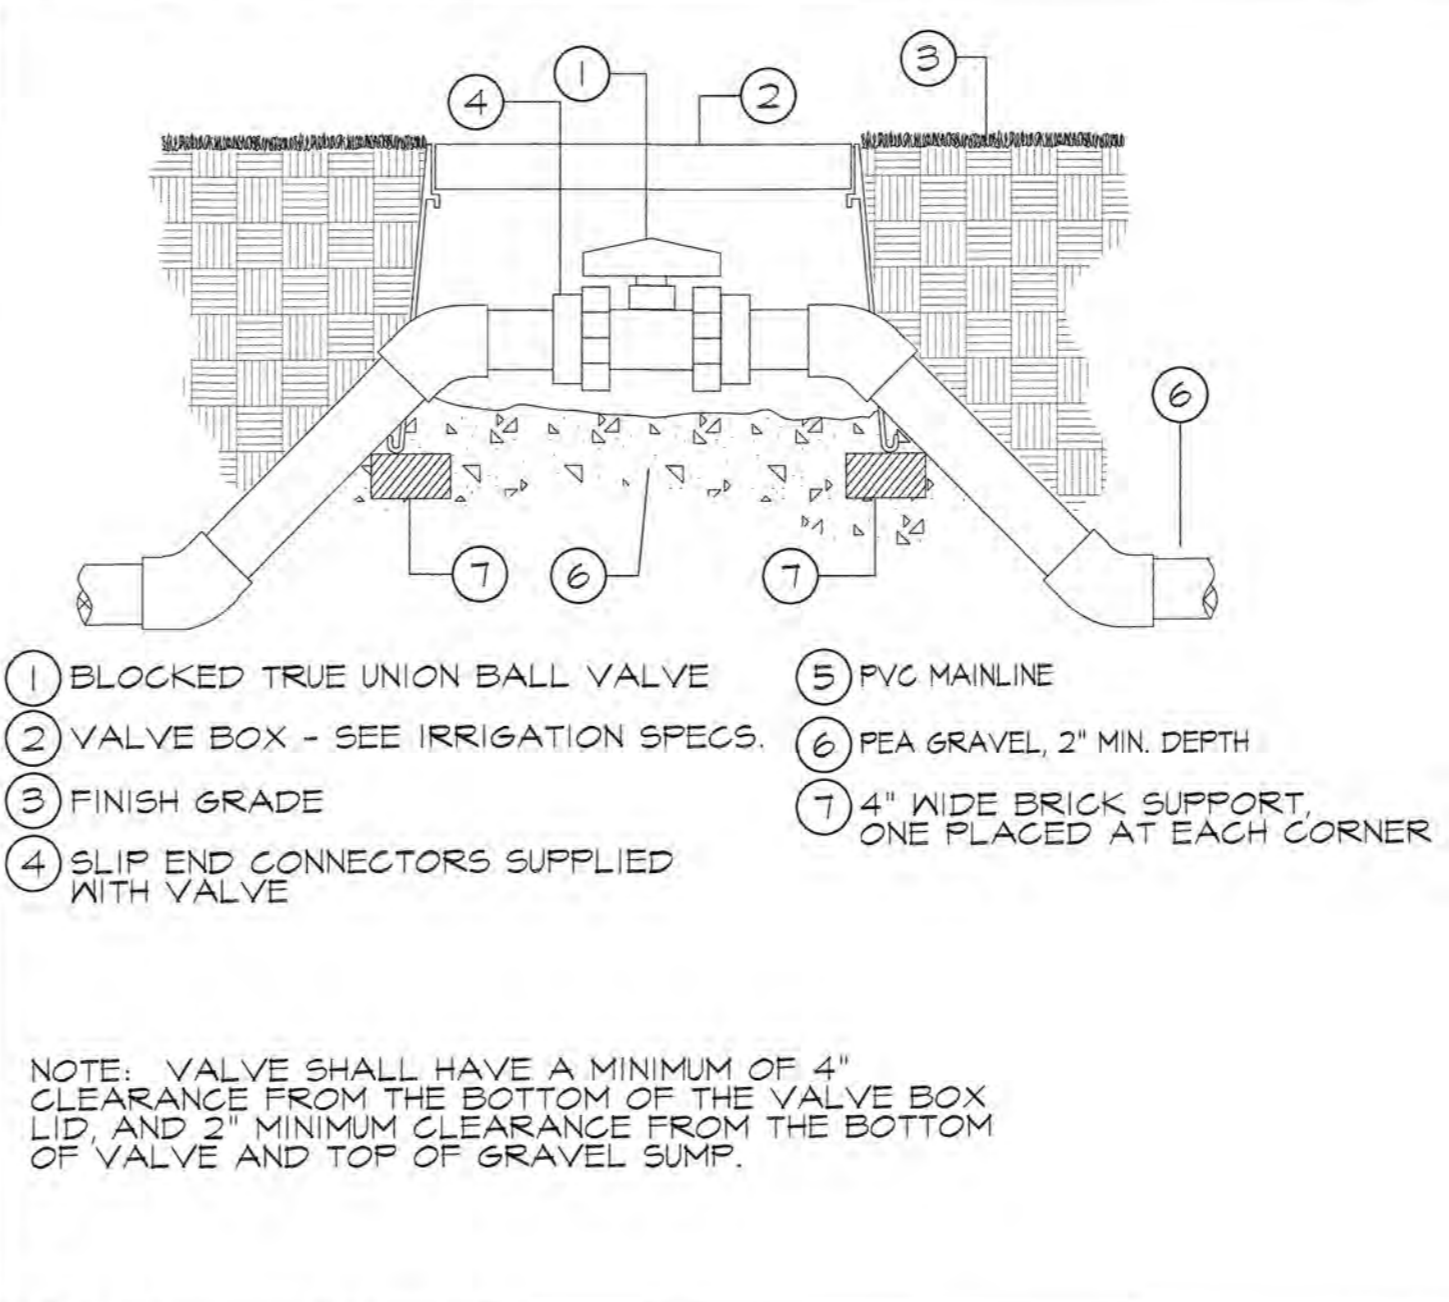 1
2
3
4
6
7
6
7
1 BLOCKED TRUE UNION BALL VALVE
2 VALVE BOX - SEE IRRIGATION SPECS.
3 FINISH GRADE
4 SLIP END CONNECTORS SUPPLIED
WITH VALVE
5 PVC MAINLINE
6 PEA GRAVEL, 2" MIN. DEPTH
7 4" WIDE BRICK SUPPORT,
ONE PLACED AT EACH CORNER
NOTE: VALVE SHALL HAVE A MINIMUM OF 4"
CLEARANCE FROM THE BOTTOM OF THE VALVE BOX
LID, AND 2" MINIMUM CLEARANCE FROM THE BOTTOM
OF VALVE AND TOP OF GRAVEL SUMP.